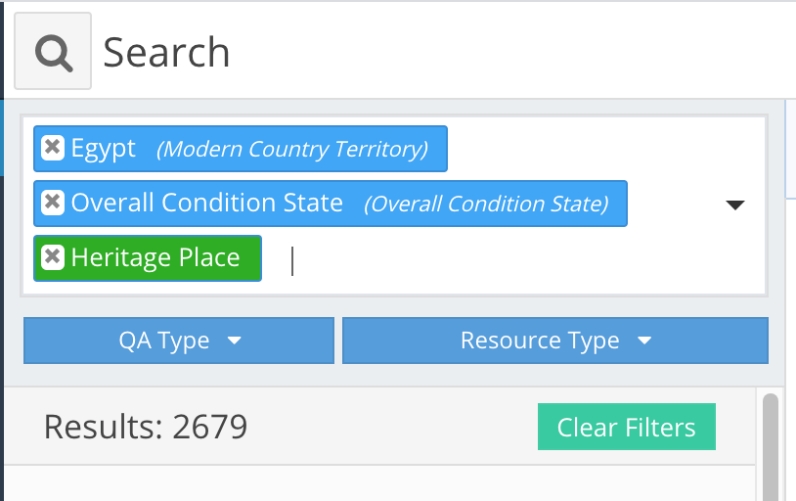 Search
Egypt (Modern Country Territory)
Overall Condition State (Overall Condition State)
Heritage Place
QA Type Resource Type
Results: 2679 Clear Filters